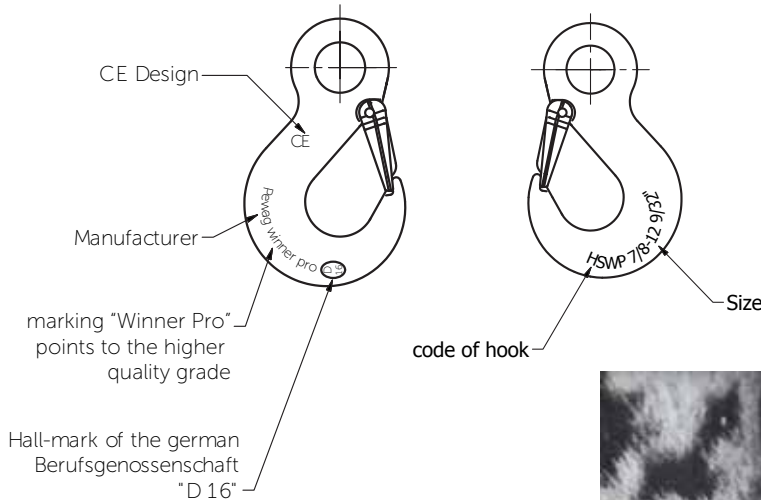 CE Design
CE
Manufacturer
Pewag winner pro
D
16
marking "Winner Pro"
points to the higher
quality grade
Hall-mark of the german
Berufsgenossenschaft
"D 16"
HSWP 7/8-12 9/32"
Size
code of hook